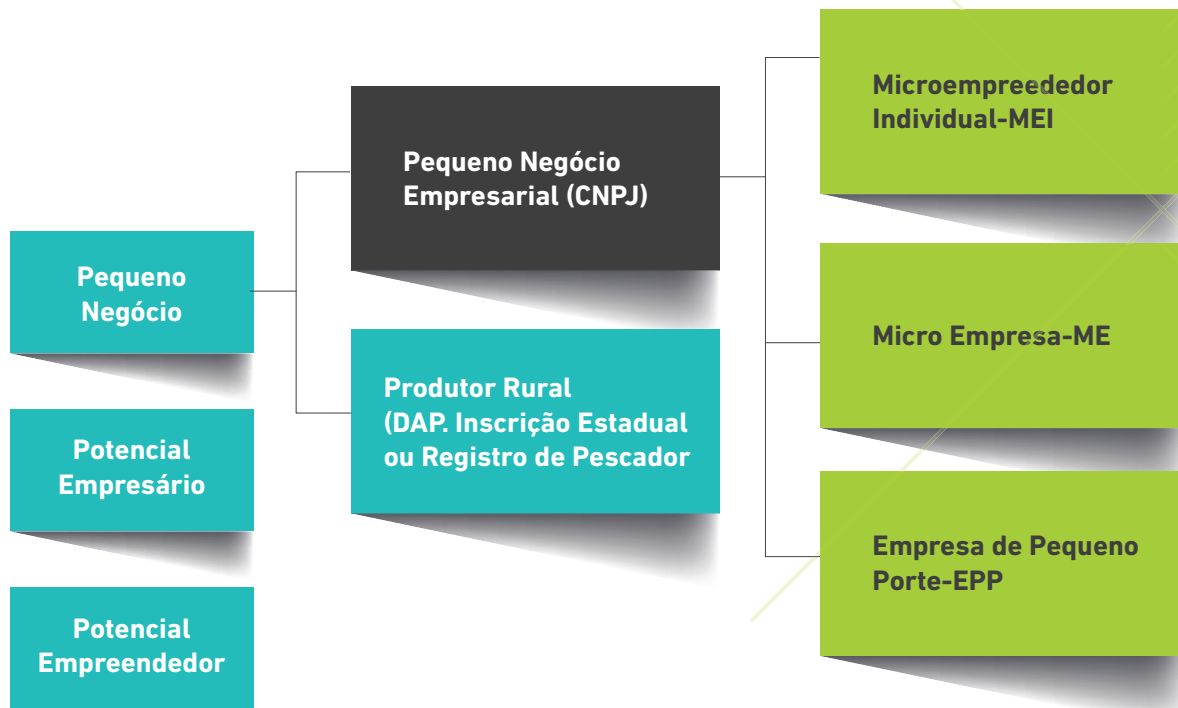 Pequeno
Negócio
Potencial
Empresário
Potencial
Empreendedor
Pequeno Negócio
Empresarial (CNPJ)
Produtor Rural
(DAP. Inscrição Estadual
ou Registro de Pescador
Microempreededor
Individual-MEI
Micro Empresa-ME
Empresa de Pequeno
Porte-EPP